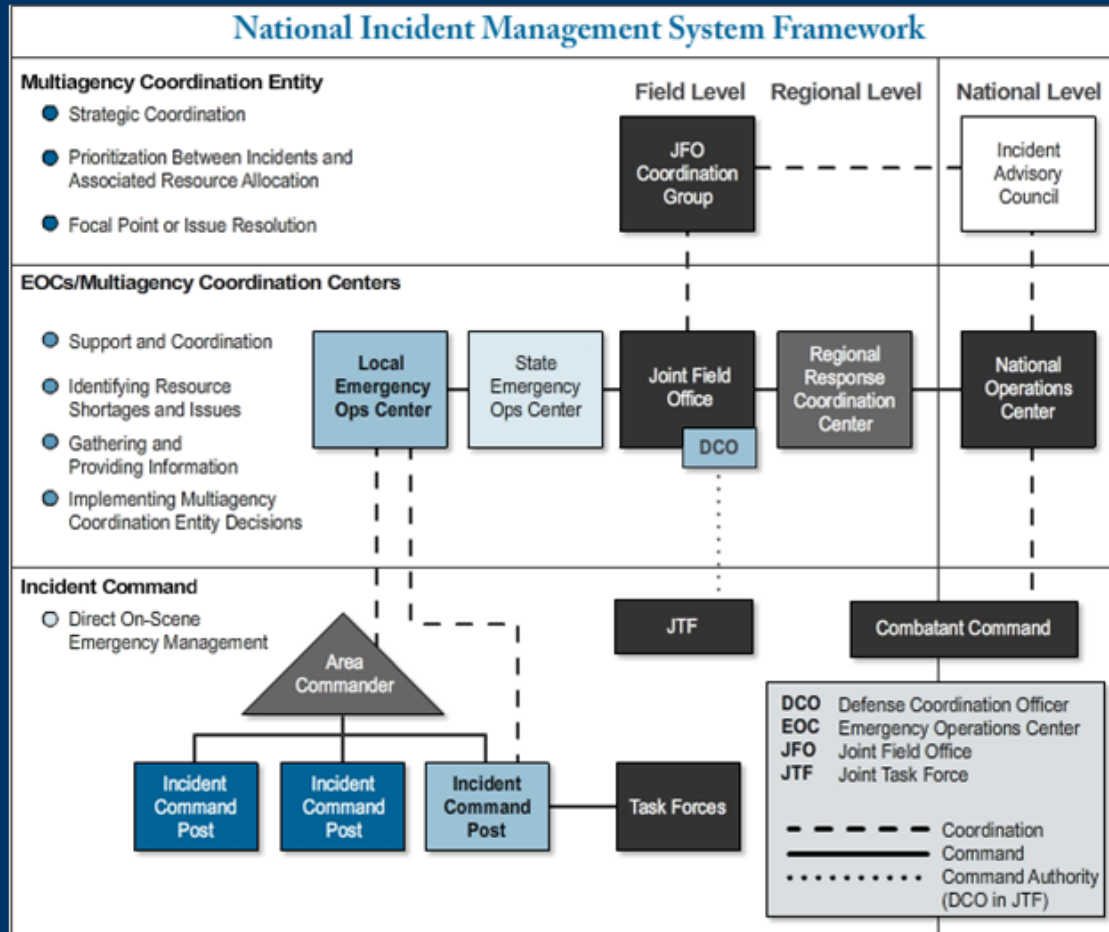 National Incident Management System Framework
Multiagency Coordination Entity
Strategic Coordination
Prioritization Between Incidents and
Associated Resource Allocation
Focal Point or Issue Resolution
Field Level
Regional Level
National Level
JFO
Coordination
Group
Incident
Advisory
Council
EOCs/Multiagency Coordination Centers
Support and Coordination
Identifying Resource
Shortages and Issues
Gathering and
Providing Information
Implementing Multiagency
Coordination Entity Decisions
Local
Emergency
Ops Center
State
Emergency
Ops Center
Joint Field
Office
DCO
Regional
Response
Coordination
Center
National
Operations
Center
Incident Command
Direct On-Scene
Emergency Management
Area
Commander
JTF
Combatant Command
Incident
Command
Post
Incident
Command
Post
Incident
Command
Post
Task Forces
DCO Defense Coordination Officer
EOC Emergency Operations Center
JFO Joint Field Office
JTF Joint Task Force
Coordination
Command
Command Authority
(DCO in JTF)